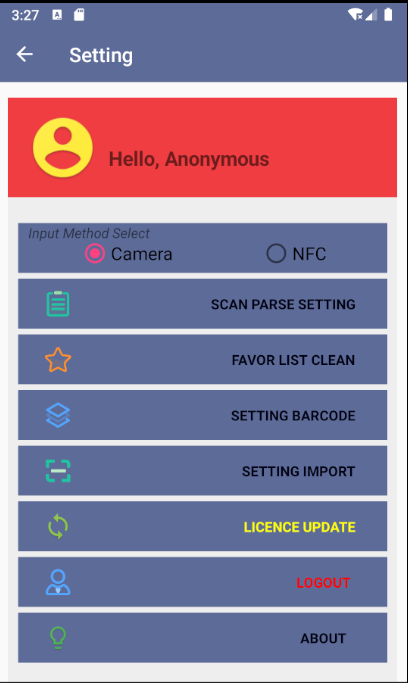 3:27
Setting
Hello, Anonymous
Input Method Select
Camera NFC
SCAN PARSE SETTING
FAVOR LIST CLEAN
SETTING BARCODE
SETTING IMPORT
LICENCE UPDATE
LOGOUT
ABOUT